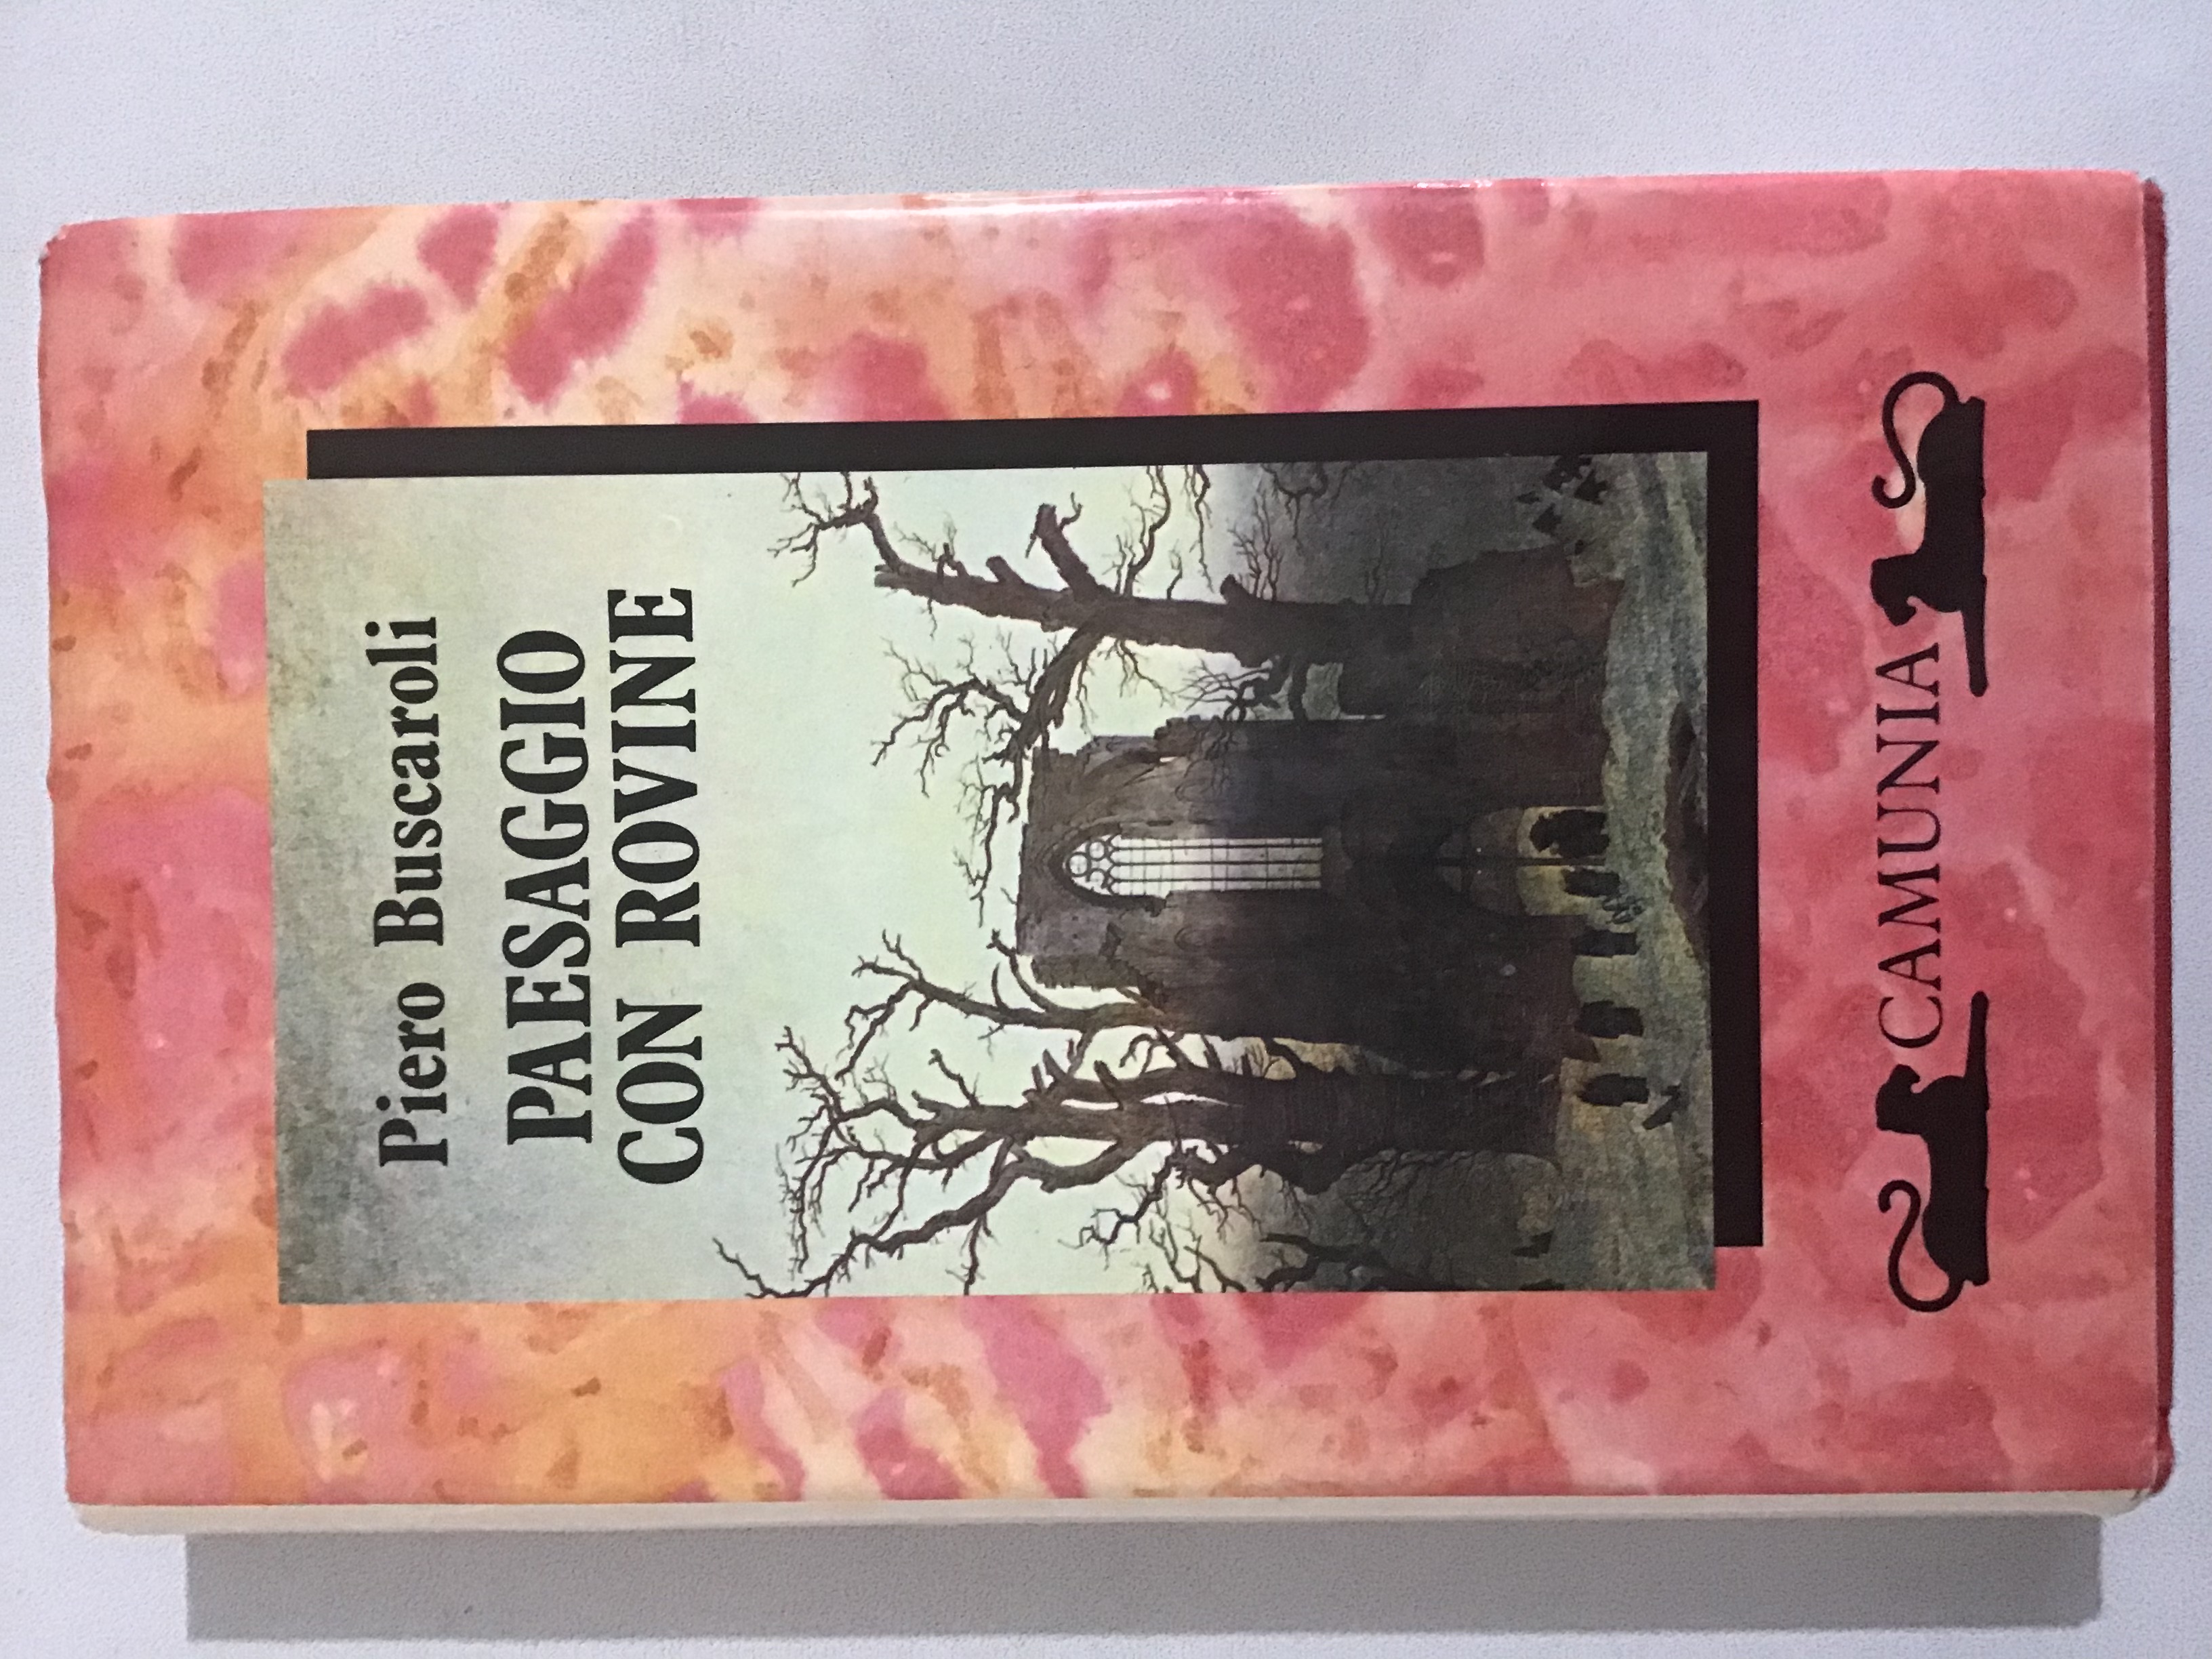 Piero Buscaroli
PAESAGGIO
CON ROVINE
CAMUNIA